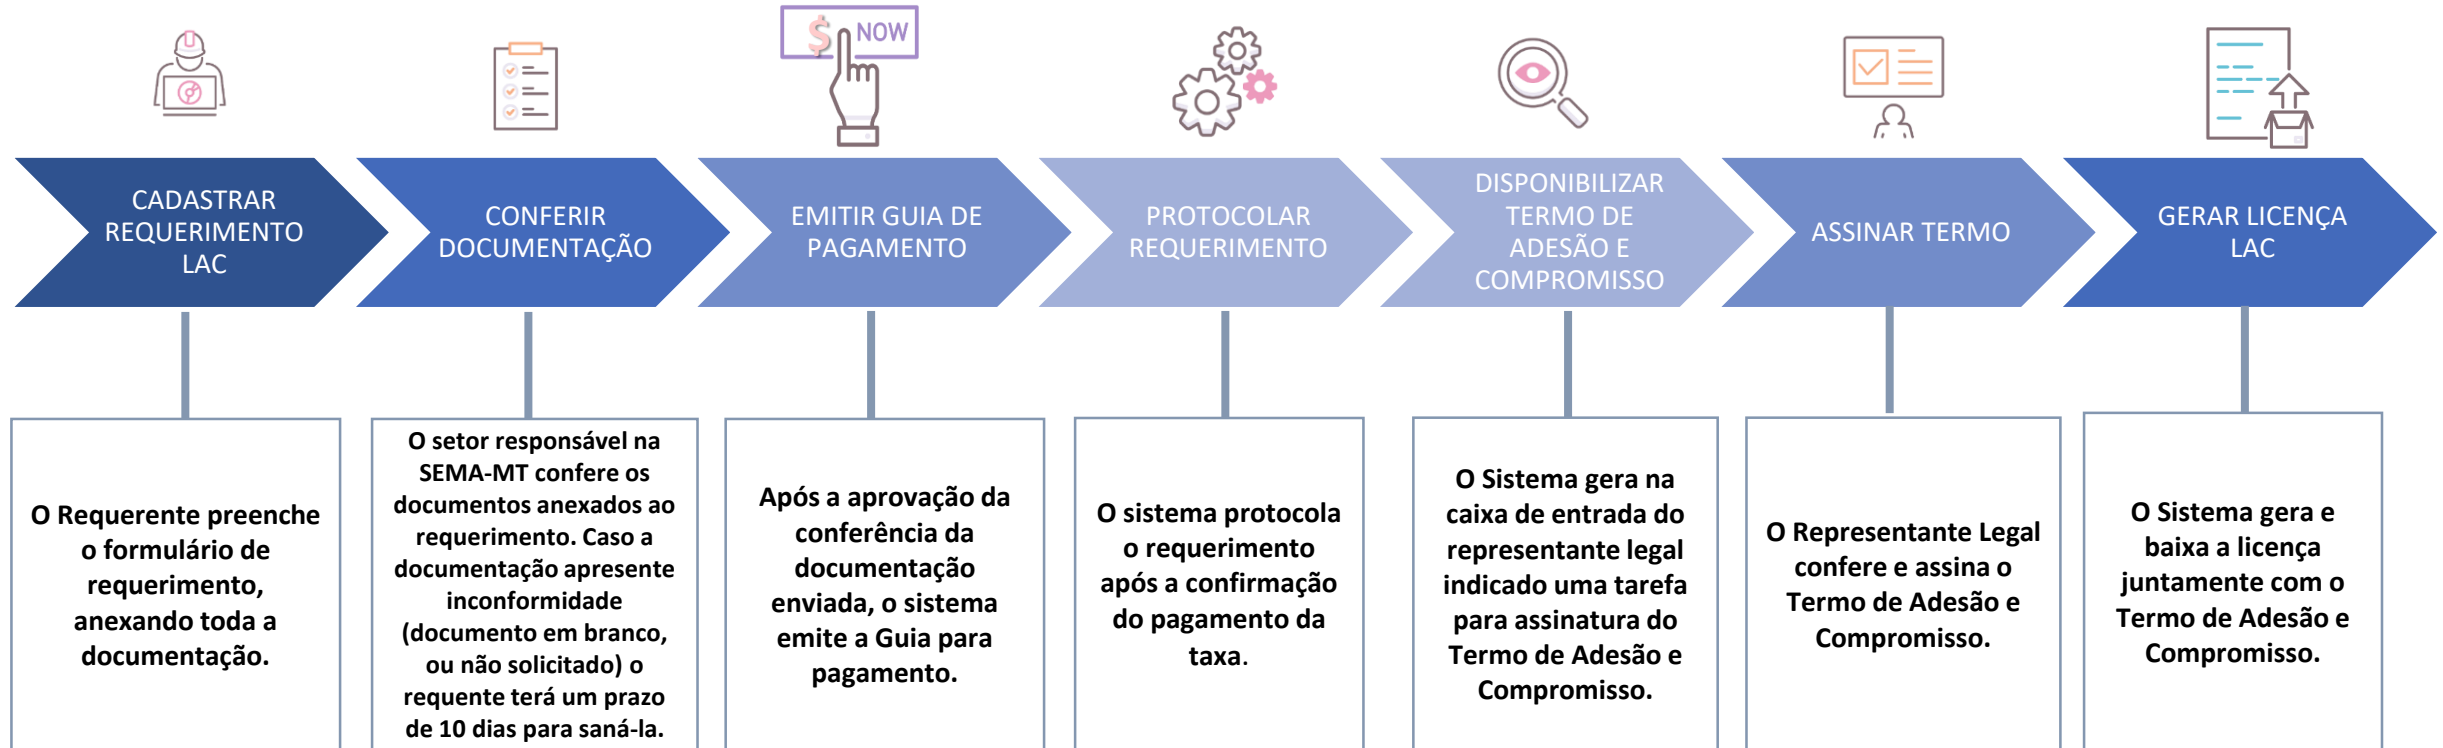 $ NOW
CADASTRAR
REQUERIMENTO
LAC
CONFERIR
DOCUMENTAÇÃO
EMITIR GUIA DE
PAGAMENTO
PROTOCOLAR
REQUERIMENTO
DISPONIBILIZAR
TERMO DE
ADESÃO E
COMPROMISSO
ASSINAR TERMO
GERAR LICENÇA
LAC
O Requerente preenche
o formulário de
requerimento,
anexando toda a
documentação.
O setor responsável na
SEMA-MT confere os
documentos anexados ao
requerimento. Caso a
documentação apresente
inconformidade
(documento em branco,
ou não solicitado) o
requente terá um prazo
de 10 dias para saná-la.
Após a aprovação da
conferência da
documentação
enviada, o sistema
emite a Guia para
pagamento.
O sistema protocola
o requerimento
após a confirmação
do pagamento da
taxa.
O Sistema gera na
caixa de entrada do
representante legal
indicado uma tarefa
para assinatura do
Termo de Adesão e
Compromisso.
O Representante Legal
confere e assina o
Termo de Adesão e
Compromisso.
O Sistema gera e
baixa a licença
juntamente com o
Termo de Adesão e
Compromisso.